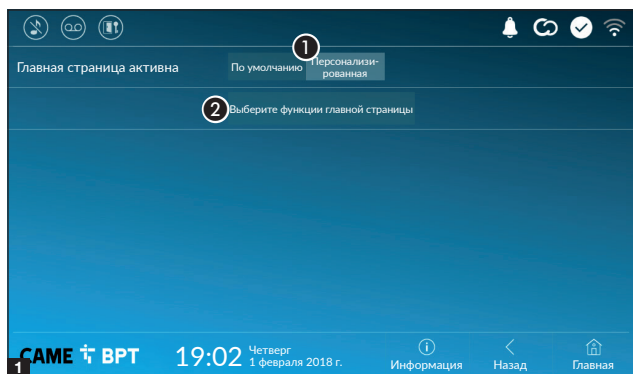 1
Главная страница активна
По умолчанию
Персонализи-
рованная
2
Выберите функции главной страницы
1
CAME BPT
19:02
Четверг
1 февраля 2018 г.
Информация
Назад
Главная